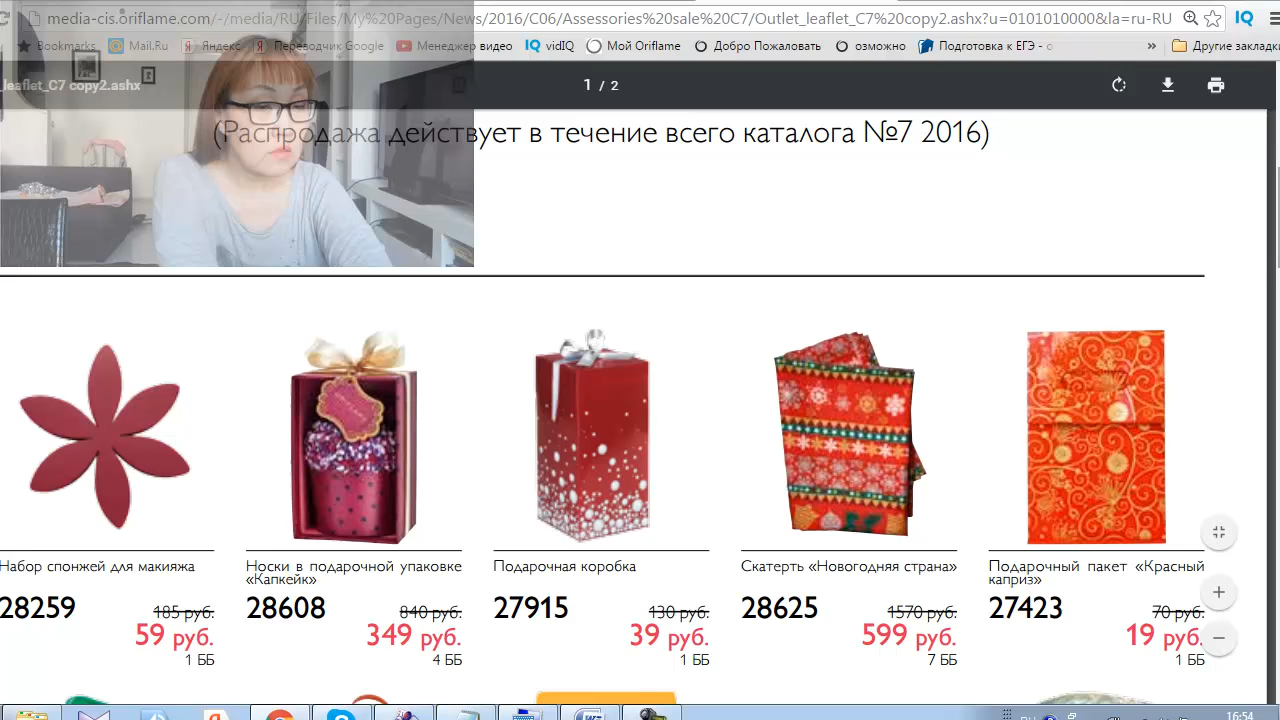 media-cis.oriflame.com/-/media/RU/Files/My%20Pages/News/2016/C06/Assessories%20sale%20C7/Outlet_leaflet_C7%20copy2.ashx?u=0101010000&la=ru-RU
Bookmarks Mail.Ru Яндекс Переводчик Google Менеджер видео vidIQ Мой Oriflame Добро Пожаловать озможно Подготовка к ЕГЭ - о » Другие закладк
_leaflet_C7 copy2.ashx 1 / 2
(Распродажа действует в течение всего каталога №7 2016)
Набор спонжей для макияжа
28259
185 руб.
59 руб.
1 ББ
Носки в подарочной упаковке
«Капкейк»
28608
840 руб.
349 руб.
4 ББ
Подарочная коробка
27915
130 руб.
39 руб.
1 ББ
Скатерть «Новогодняя страна»
28625
1570 руб.
599 руб.
7 ББ
Подарочный пакет «Красный
каприз»
27423
70 руб.
19 руб.
1 ББ
RU 16:54